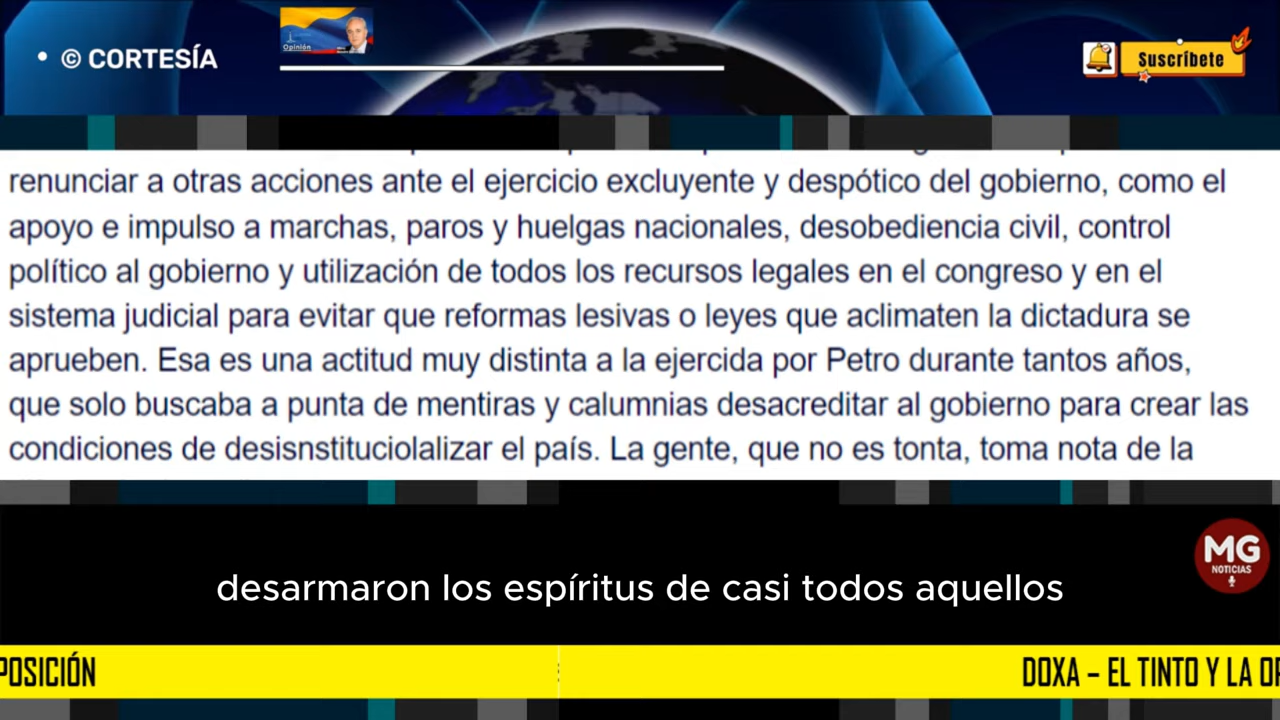 • © CORTESÍA
Opinión
Suscríbete
renunciar a otras acciones ante el ejercicio excluyente y despótico del gobierno, como el
apoyo e impulso a marchas, paros y huelgas nacionales, desobediencia civil, control
político al gobierno y utilización de todos los recursos legales en el congreso y en el
sistema judicial para evitar que reformas lesivas o leyes que aclimaten la dictadura se
aprueben. Esa es una actitud muy distinta a la ejercida por Petro durante tantos años,
que solo buscaba a punta de mentiras y calumnias desacreditar al gobierno para crear las
condiciones de desisnstituciolalizar el país. La gente, que no es tonta, toma nota de la
MG
NOTICIAS
desarmaron los espíritus de casi todos aquellos
POSICIÓN
DOXA – EL TINTO Y LA OP